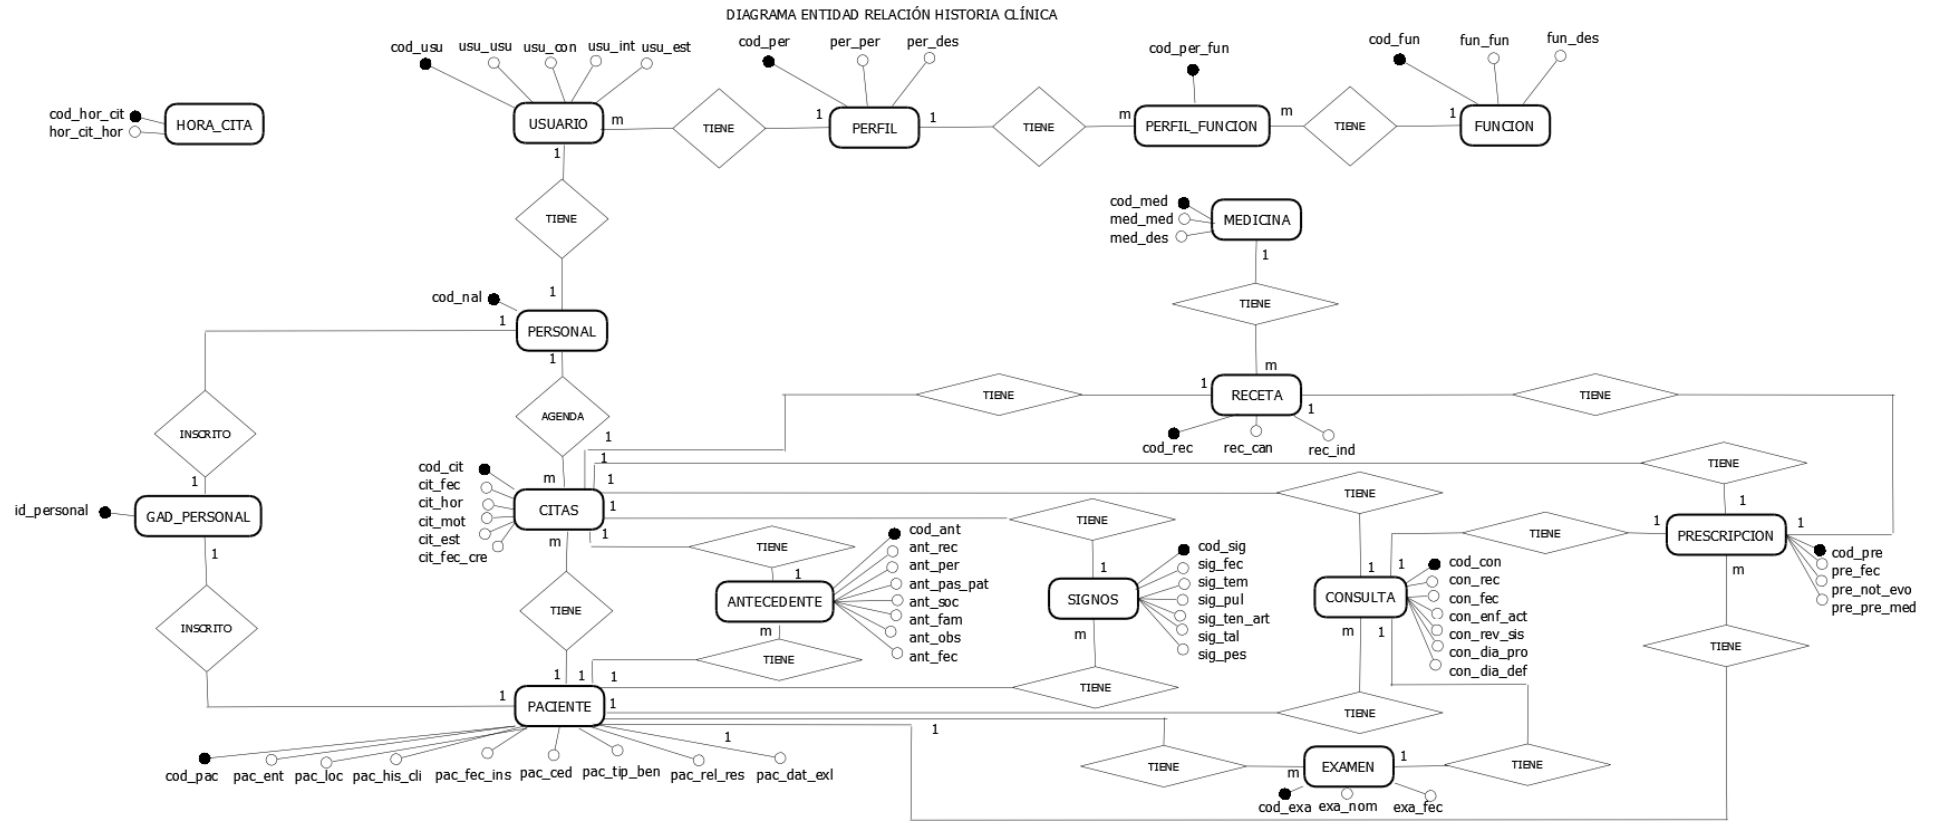 DIAGRAMA ENTIDAD RELACIÓN HISTORIA CLÍNICA
cod_usu usu_usu usu_con usu_int usu_est
cod_per per_per per_des
cod_per_fun
cod_fun fun_fun fun_des
cod_hor_cit
hor_cit_hor
HORA_CITA
USUARIO m TIENE 1 PERFIL 1 TIENE m PERFIL_FUNCION m TIENE 1 FUNCION
1
TIENE
1
cod_med
med_med
med_des
MEDICINA
1
TIENE
m
cod_nal
1 PERSONAL
1
AGENDA
m
INSCRITO
1
id_personal
GAD_PERSONAL
1
INSCRITO
1
1 TIENE 1 RECETA 1 TIENE 1
cod_rec rec_can rec_ind
cod_cit
cit_fec
cit_hor
cit_mot
cit_est
cit_fec_cre
CITAS
1 TIENE 1
1 TIENE 1
1 TIENE 1
1 TIENE 1
m
TIENE
1
ANTECEDENTE
cod_ant
ant_rec
ant_per
ant_pas_pat
ant_soc
ant_fam
ant_obs
ant_fec
m
TIENE
1
SIGNOS
cod_sig
sig_fec
sig_tem
sig_pul
sig_ten_art
sig_tal
sig_pes
m
TIENE
1
1 TIENE 1
PRESCRIPCION
cod_pre
pre_fec
pre_not_evo
pre_pre_med
m
TIENE
1
CONSULTA
cod_con
con_rec
con_fec
con_enf_act
con_rev_sis
con_dia_pro
con_dia_def
m 1
TIENE
1
PACIENTE
cod_pac pac_ent pac_loc pac_his_cli pac_fec_ins pac_ced pac_tip_ben pac_rel_res pac_dat_exl
1
TIENE m EXAMEN 1 TIENE
cod_exa exa_nom exa_fec